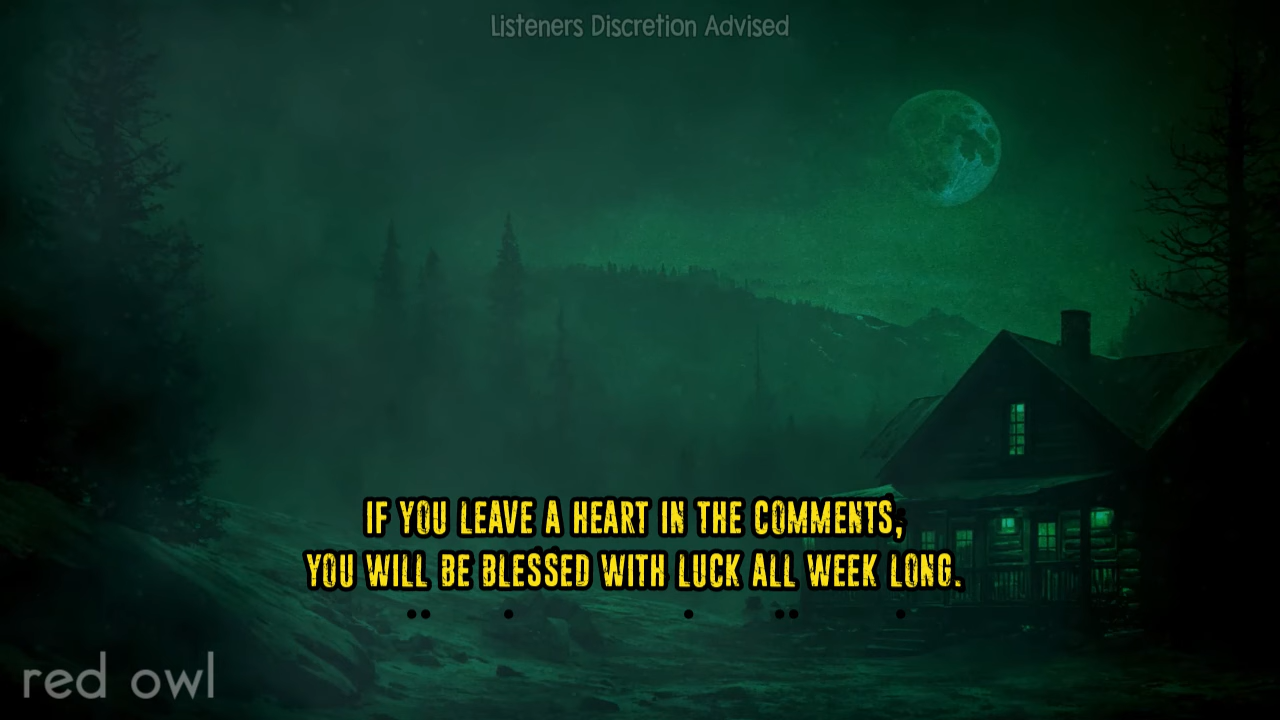 Listeners Discretion Advised
IF YOU LEAVE A HEART IN THE COMMENTS,
YOU WILL BE BLESSED WITH LUCK ALL WEEK LONG.
red owl